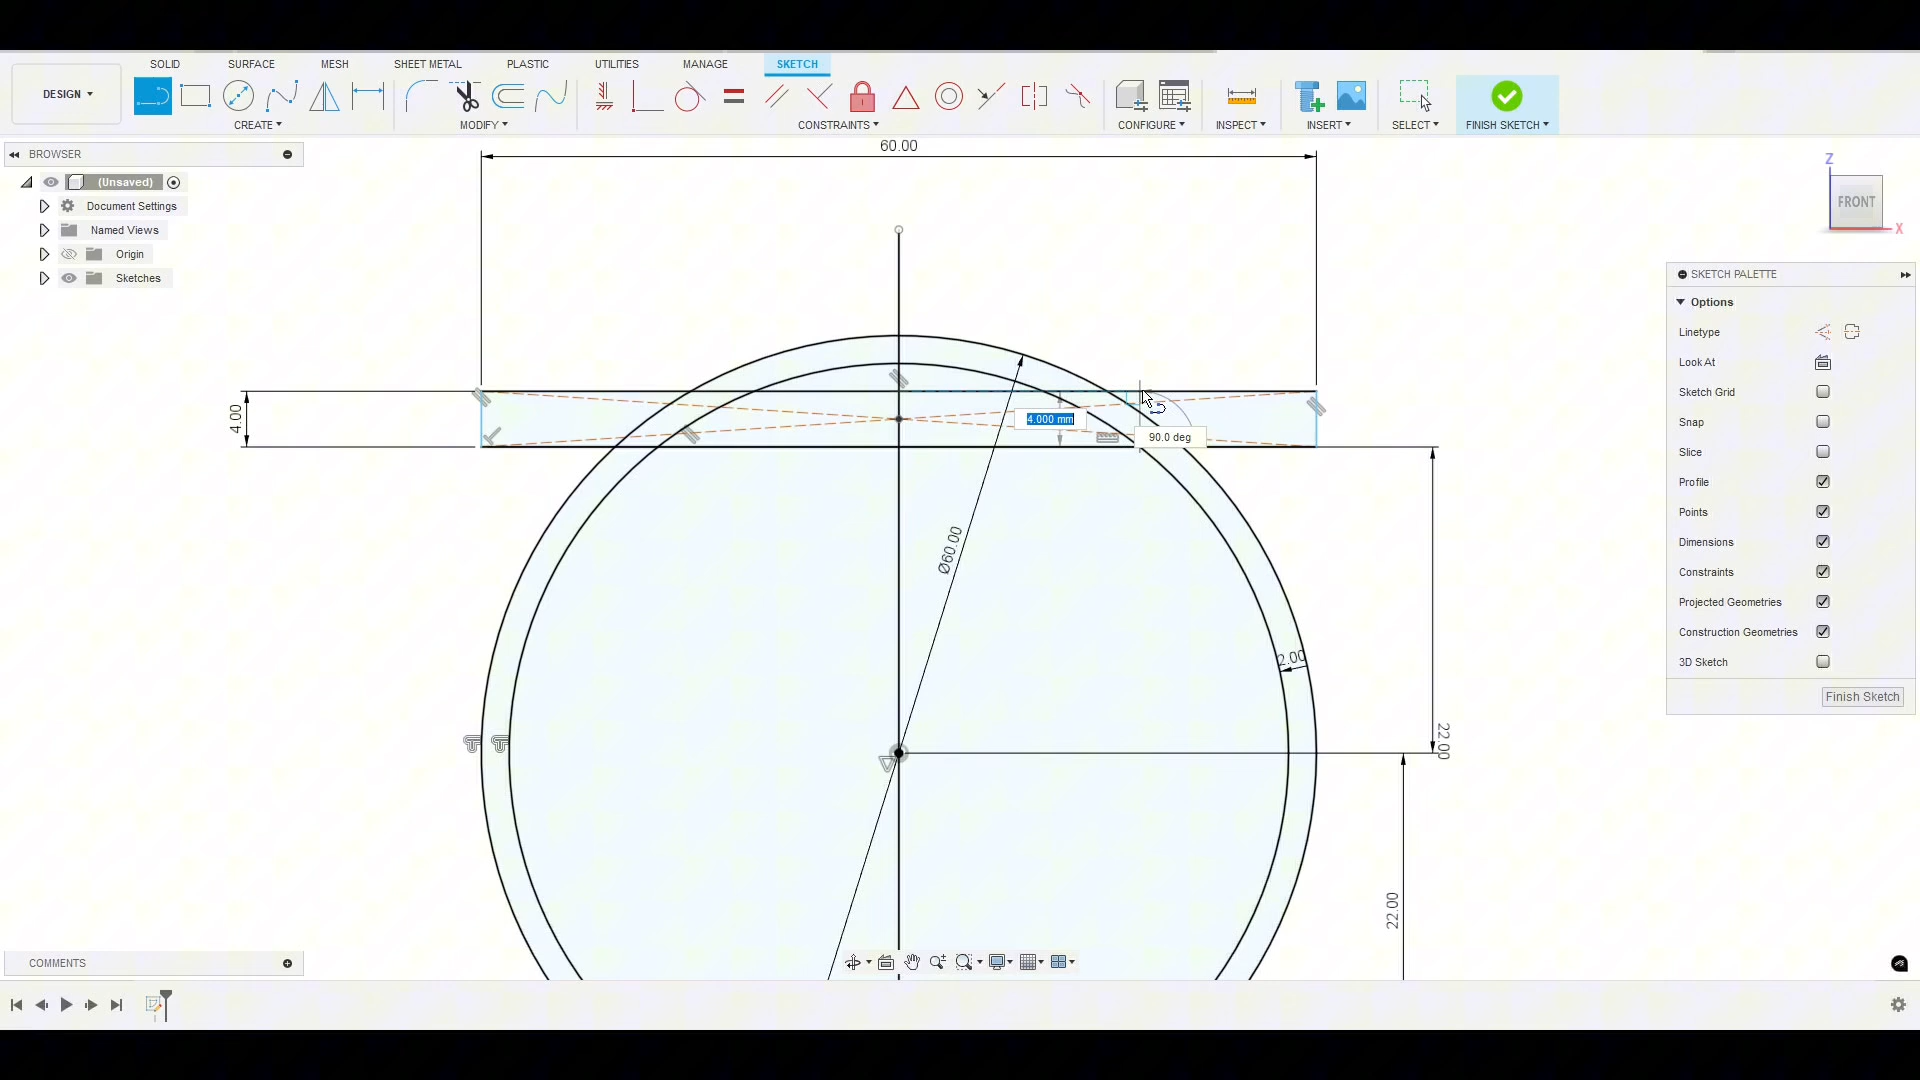 SOLID SURFACE MESH SHEET METAL PLASTIC UTILITIES MANAGE SKETCH
DESIGN
CREATE MODIFY CONSTRAINTS CONFIGURE INSPECT INSERT SELECT FINISH SKETCH
BROWSER
(Unsaved)
Document Settings
Named Views
Origin
Sketches
60.00
Z
FRONT
X
SKETCH PALETTE
Options
Linetype
Look At
Sketch Grid
Snap
Slice
Profile
Points
Dimensions
Constraints
Projected Geometries
Construction Geometries
3D Sketch
Finish Sketch
4.00
4.000 mm
90.0 deg
Ø60.00
2.00
22.00
22.00
COMMENTS